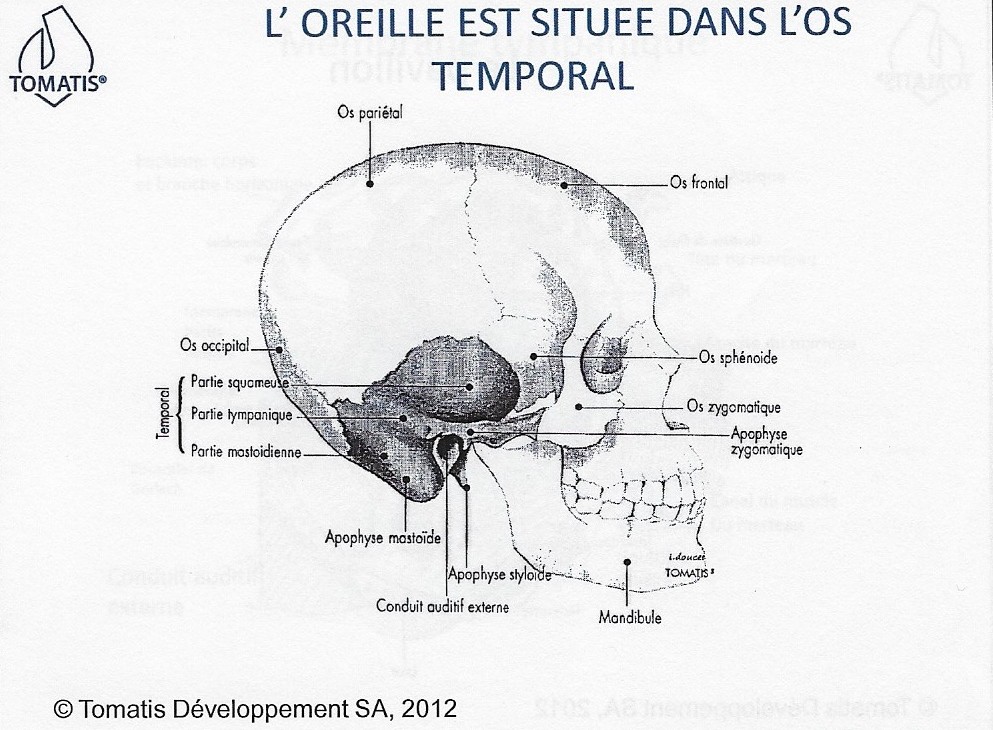 L' OREILLE EST SITUEE DANS L'OS
TEMPORAL
TOMATIS®
Os pariétal
Os frontal
Os occipital
Os sphénoide
Temporal
Partie squameuse
Partie tympanique
Partie mastoidienne
Os zygomatique
Apophyse
zygomatique
Apophyse mastoïde
Apophyse styloïde
Conduit auditif externe
Mandibule
i.doucet
TOMATIS®
© Tomatis Développement SA, 2012